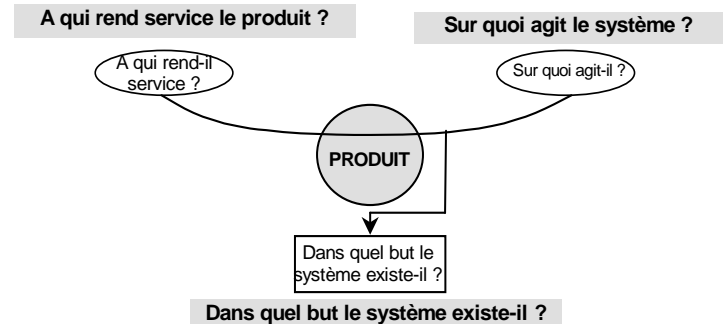 A qui rend service le produit ?
Sur quoi agit le système ?
A qui rend-il
service ?
Sur quoi agit-il ?
PRODUIT
Dans quel but le
système existe-il ?
Dans quel but le système existe-il ?